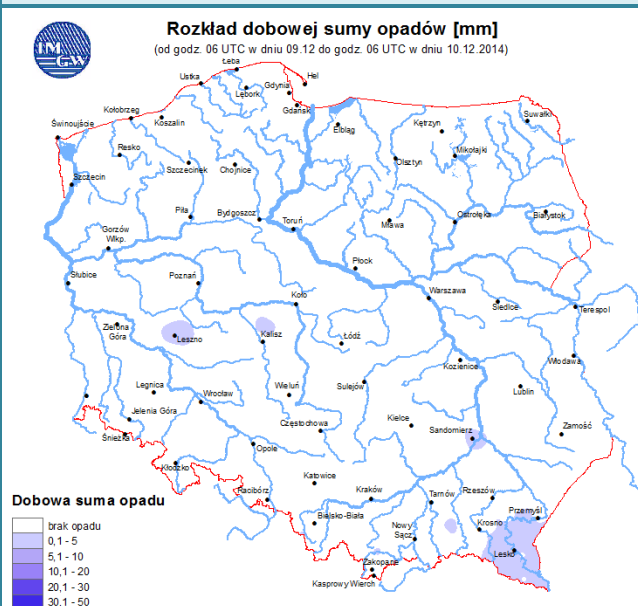 IM
GW
Rozkład dobowej sumy opadów [mm]
(od godz. 06 UTC w dniu 09.12 do godz. 06 UTC w dniu 10.12.2014)
Łeba
Ustka
Hel
Lębork
Gdynia
Gdańsk
Kołobrzeg
Koszalin
Świnoujście
Elbląg
Kętrzyn
Suwałki
Resko
Szczecinek
Chojnice
Olsztyn
Mikołajki
Szczecin
Piła
Bydgoszcz
Toruń
Mława
Ostrołęka
Białystok
Gorzów
Wlkp.
Płock
Słubice
Poznań
Koło
Warszawa
Siedlce
Terespol
Zielona
Góra
Leszno
Kalisz
Łódź
Kozienice
Włodawa
Legnica
Wrocław
Wieluń
Sulejów
Lublin
Jelenia Góra
Częstochowa
Kielce
Sandomierz
Zamość
Śnieżka
Opole
Kłodzko
Katowice
Racibórz
Kraków
Tarnów
Rzeszów
Bielsko-Biała
Przemyśl
Nowy
Sącz
Krosno
Lesko
Zakopane
Kasprowy Wierch
Dobowa suma opadu
brak opadu
0,1 - 5
5,1 - 10
10,1 - 20
20,1 - 30
30,1 - 50